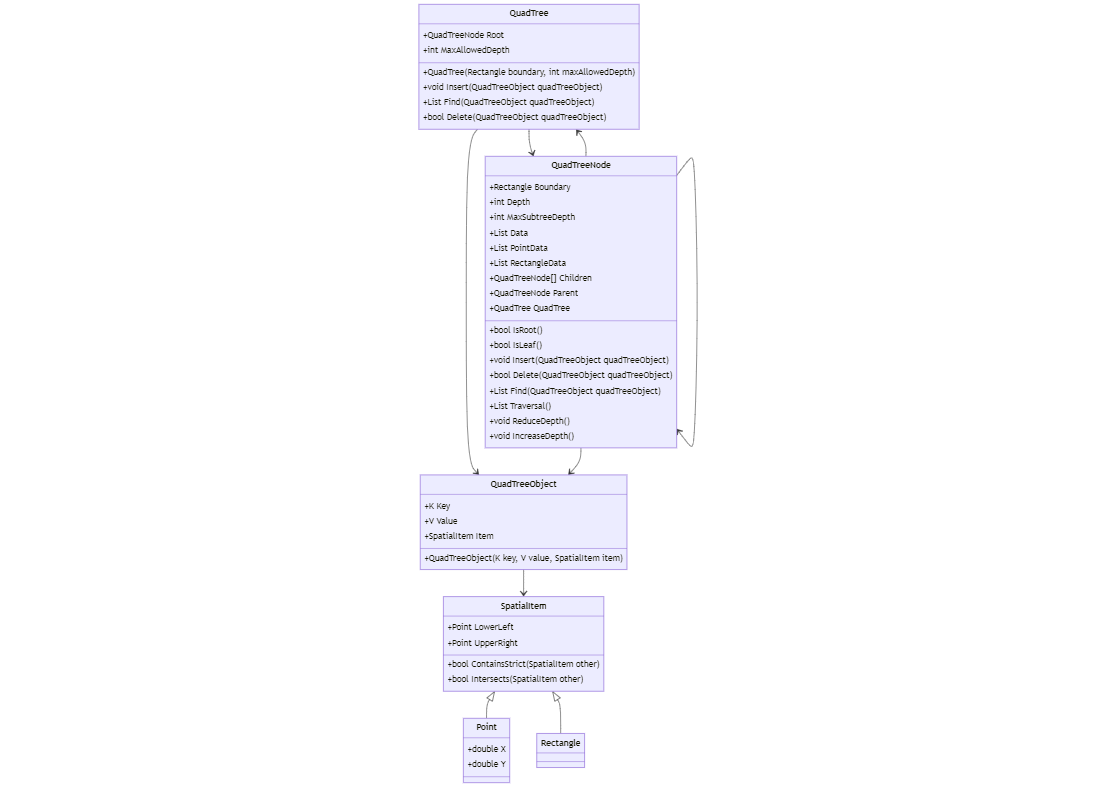 QuadTree
+QuadTreeNode Root
+int MaxAllowedDepth
+QuadTree(Rectangle boundary, int maxAllowedDepth)
+void Insert(QuadTreeObject quadTreeObject)
+List Find(QuadTreeObject quadTreeObject)
+bool Delete(QuadTreeObject quadTreeObject)
QuadTreeNode
+Rectangle Boundary
+int Depth
+int MaxSubtreeDepth
+List Data
+List PointData
+List RectangleData
+QuadTreeNode[] Children
+QuadTreeNode Parent
+QuadTree QuadTree
+bool IsRoot()
+bool IsLeaf()
+void Insert(QuadTreeObject quadTreeObject)
+bool Delete(QuadTreeObject quadTreeObject)
+List Find(QuadTreeObject quadTreeObject)
+List Traversal()
+void ReduceDepth()
+void IncreaseDepth()
QuadTreeObject
+K Key
+V Value
+SpatialItem Item
+QuadTreeObject(K key, V value, SpatialItem item)
SpatialItem
+Point LowerLeft
+Point UpperRight
+bool ContainsStrict(SpatialItem other)
+bool Intersects(SpatialItem other)
Point
+double X
+double Y
Rectangle